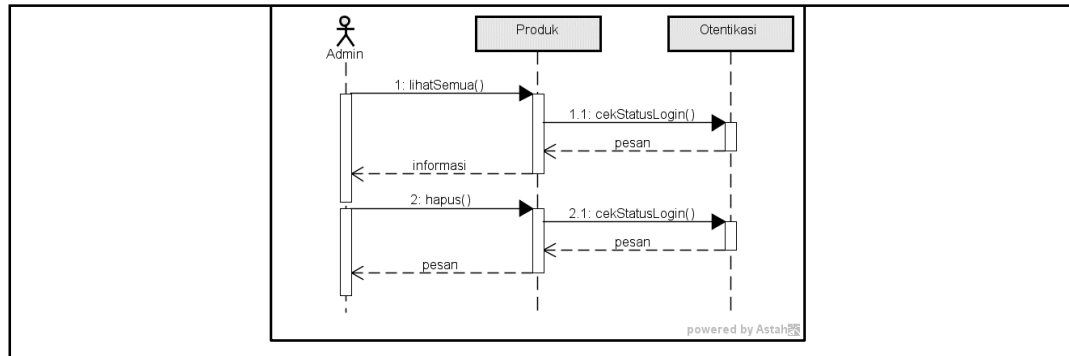 Admin
Produk
Otentikasi
1: lihatSemua()
1.1: cekStatusLogin()
pesan
informasi
2: hapus()
2.1: cekStatusLogin()
pesan
pesan
powered by Astah